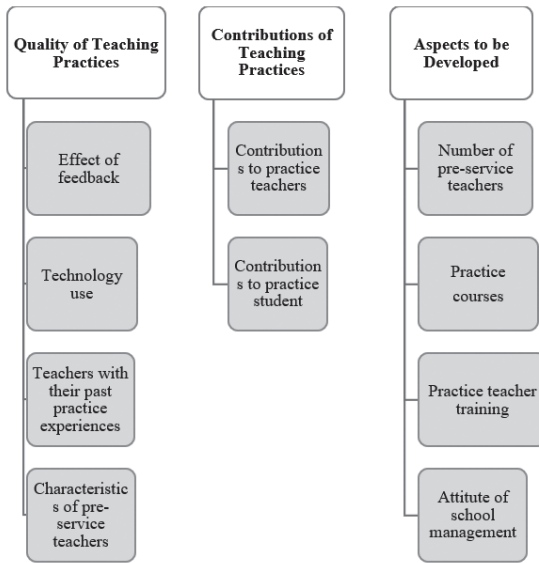 Quality of Teaching
Practices
Effect of
feedback
Technology
use
Teachers with
their past
practice
experiences
Characteristic
s of pre-
service
teachers
Contributions of
Teaching
Practices
Contribution
s to practice
teachers
Contribution
s to practice
student
Aspects to be
Developed
Number of
pre-service
teachers
Practice
courses
Practice teacher
training
Attitute of
school
management